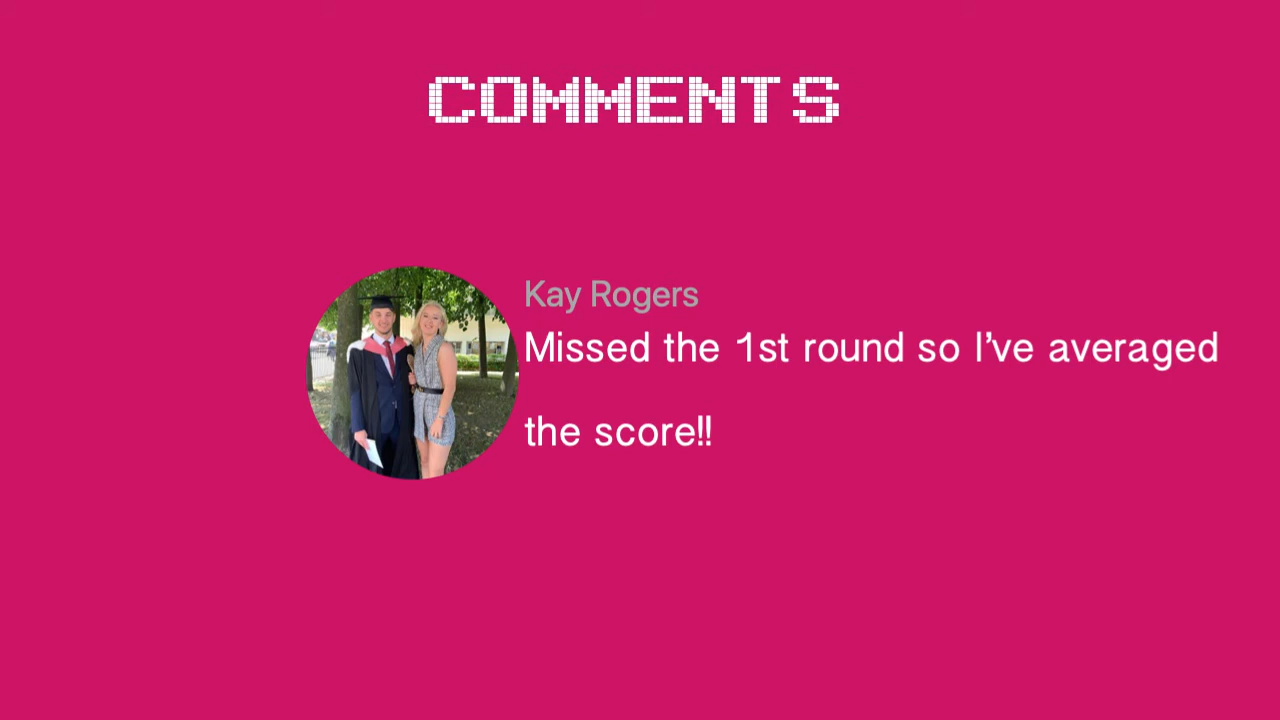 COMMENTS
Kay Rogers
Missed the 1st round so I’ve averaged
the score!!